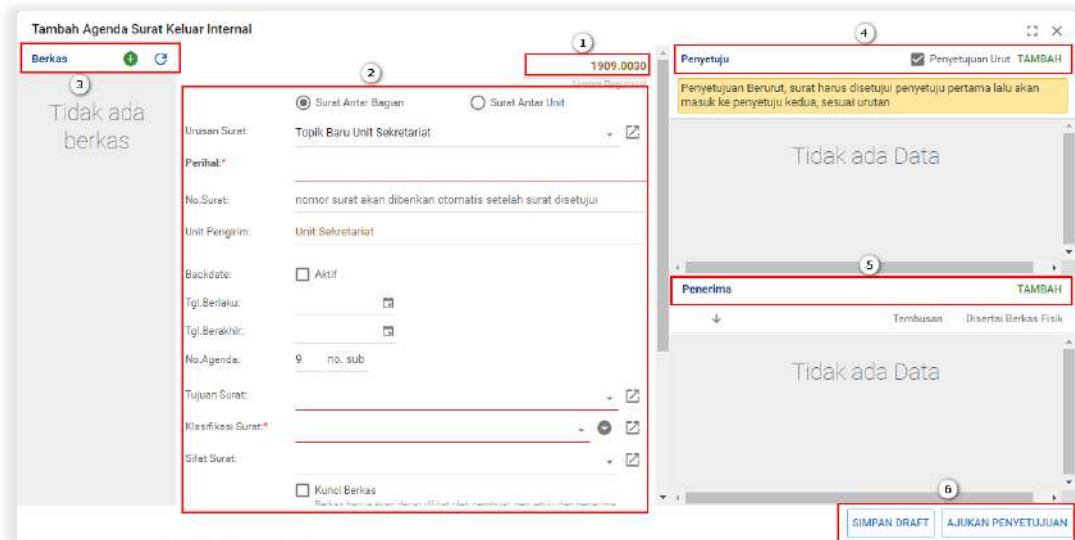 Tambah Agenda Surat Keluar Internal
Berkas
3
Tidak ada
berkas
1
1909.0030
2
Surat Antar Bagian
Surat Antar Unit
Urusan Surat:
Topik Baru Unit Sekretariat
Perihal:*
No.Surat:
nomor surat akan diberikan otomatis setelah surat disetujui
Unit Pengirim:
Unit Sekretariat
Backdate:
Aktif
Tgl.Berlaku:
Tgl.Berakhir:
No.Agenda:
9
no. sub
Tujuan Surat:
Klasifikasi Surat:*
Sifat Surat:
Kunci Berkas
4
Penyetuju
Penyetujuan Urut
TAMBAH
Penyetujuan Berurut, surat harus disetujui penyetuju pertama lalu akan
masuk ke penyetuju kedua, sesuai urutan
Tidak ada Data
5
Penerima
TAMBAH
Tembusan
Disertai Berkas Fisik
Tidak ada Data
6
SIMPAN DRAFT
AJUKAN PENYETUJUAN